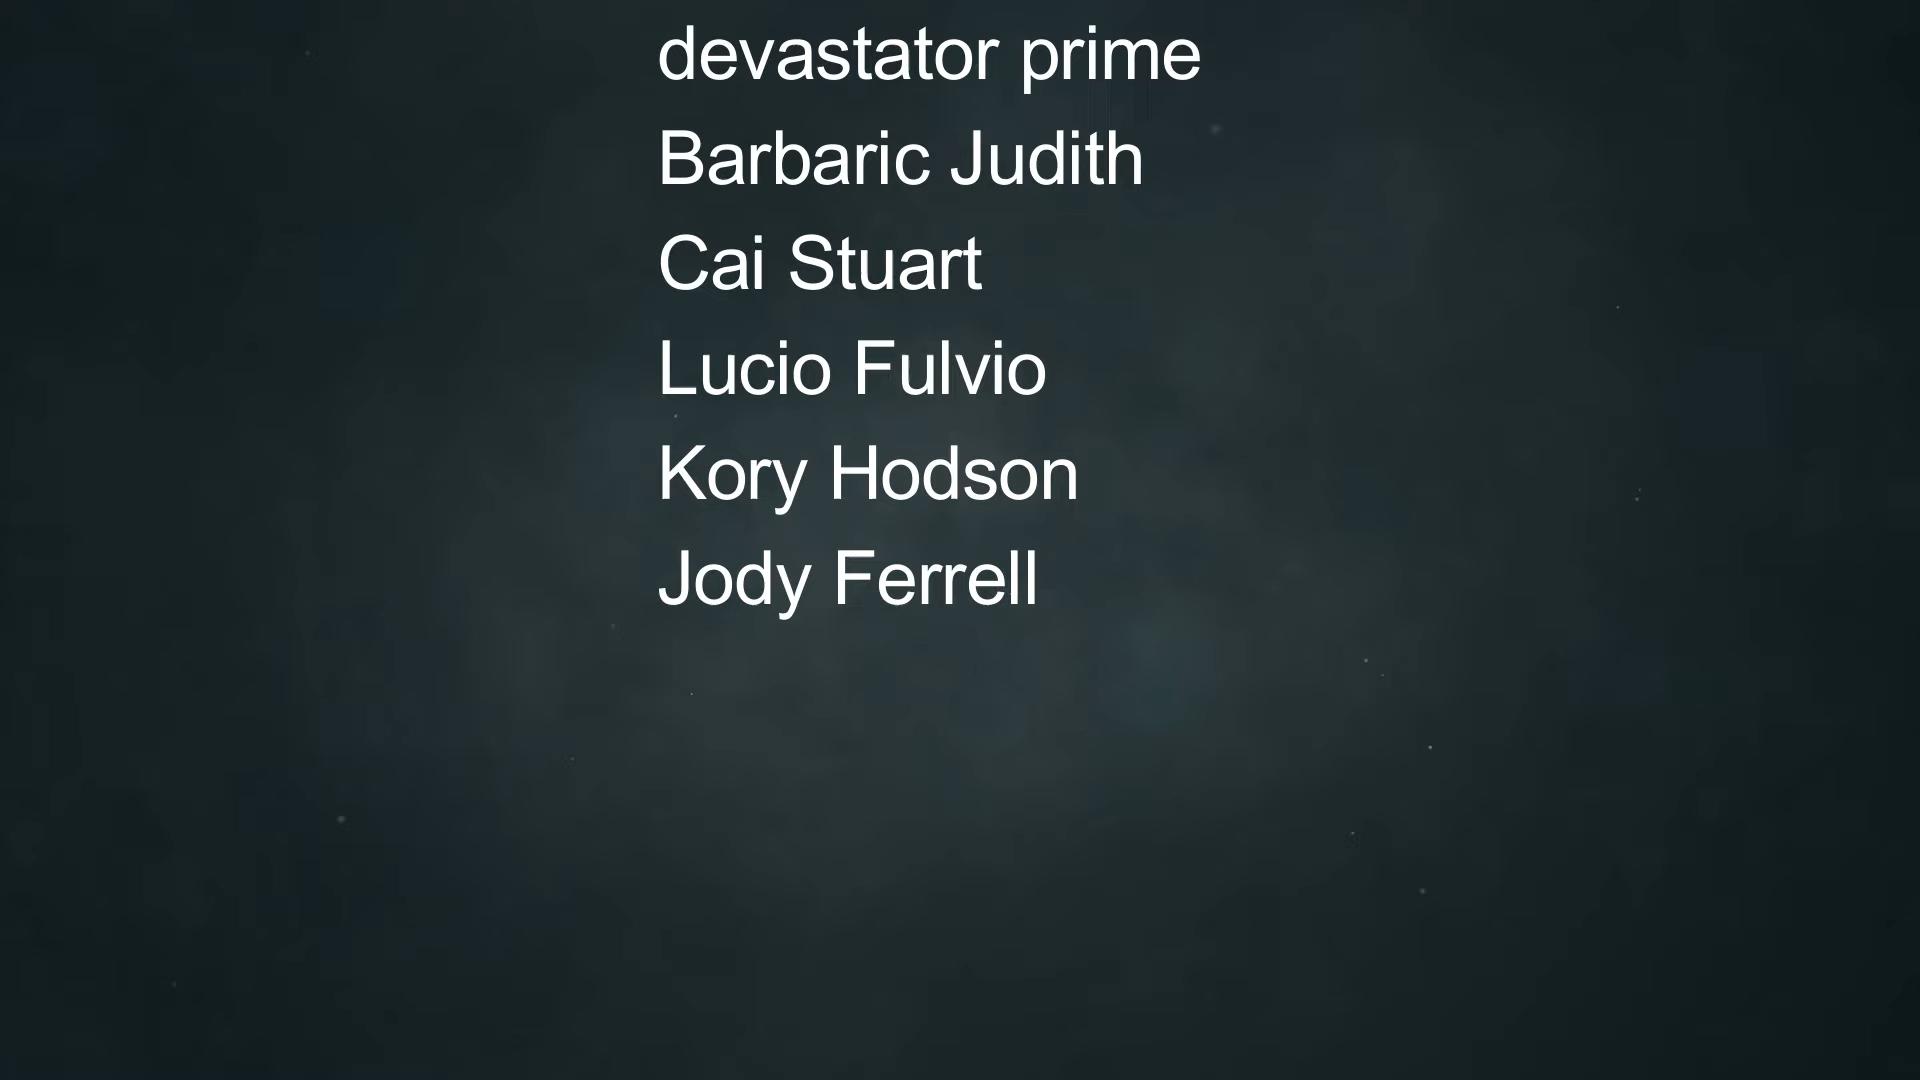 devastator prime
Barbaric Judith
Cai Stuart
Lucio Fulvio
Kory Hodson
Jody Ferrell